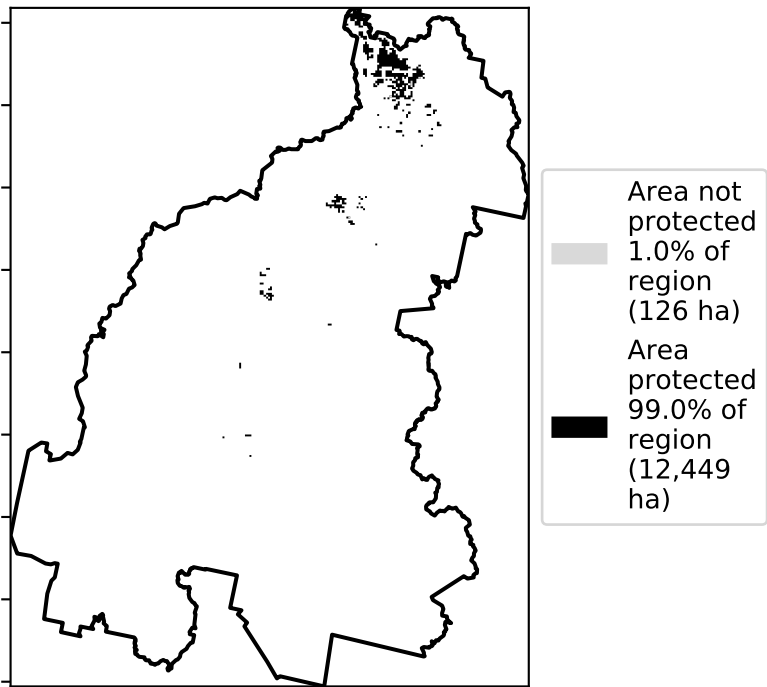 Area not
protected
1.0% of
region
(126 ha)
Area
protected
99.0% of
region
(12,449
ha)